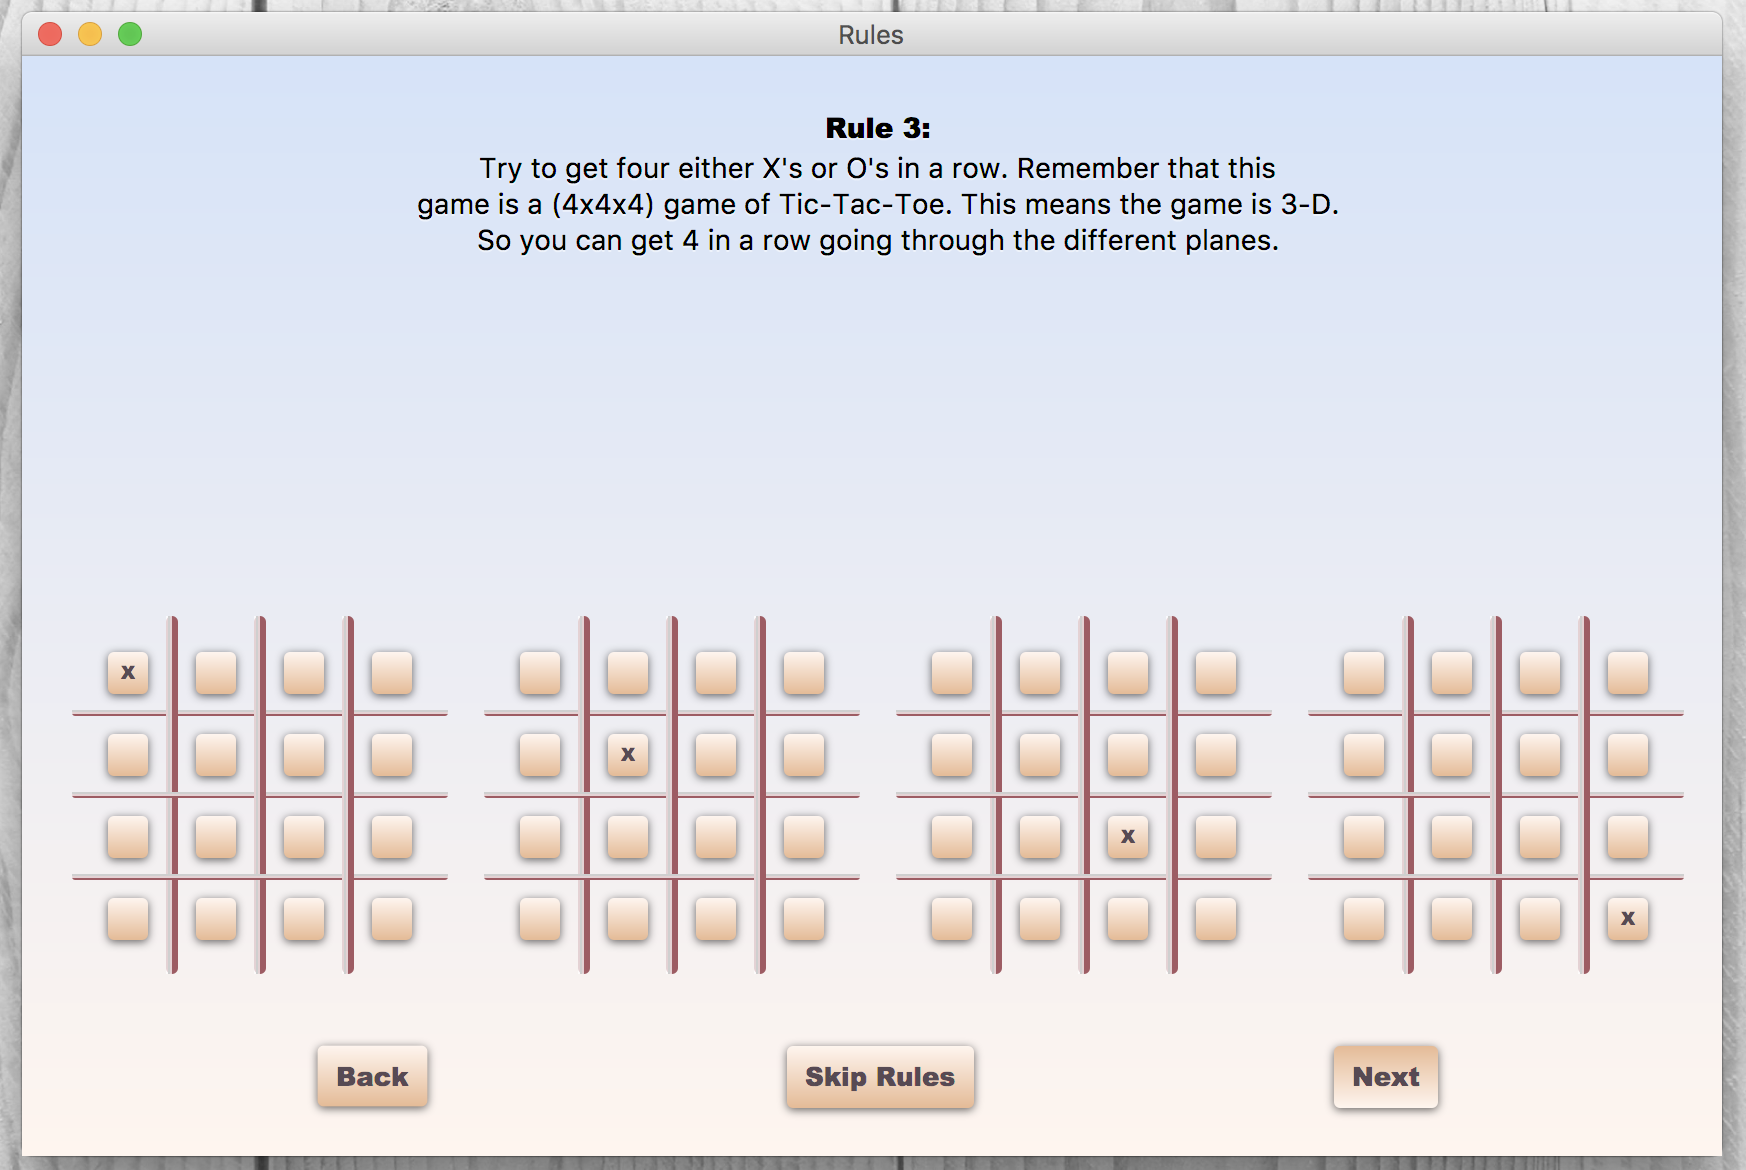 Rules
Rule 3:
Try to get four either X's or O's in a row. Remember that this
game is a (4x4x4) game of Tic-Tac-Toe. This means the game is 3-D.
So you can get 4 in a row going through the different planes.
x
x
x
x
Back
Skip Rules
Next